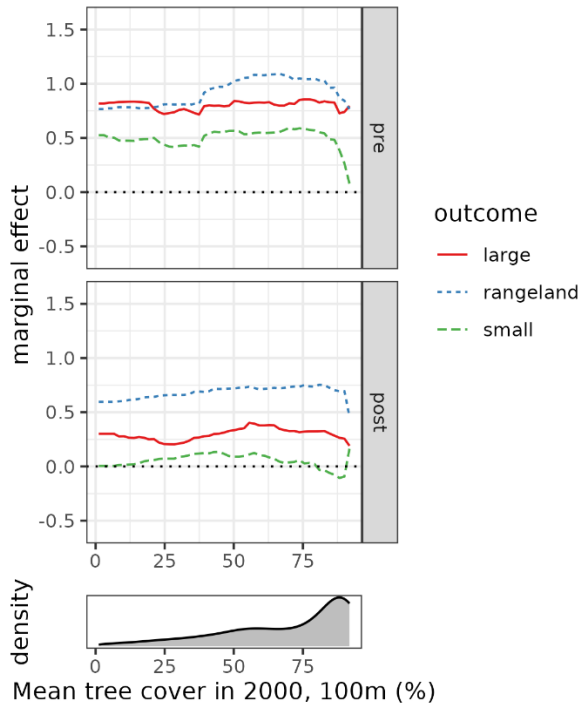 1.5
1.0
0.5
0.0
-0.5
pre
marginal effect
outcome
large
rangeland
small
1.5
1.0
0.5
0.0
-0.5
post
0 25 50 75
density
0 25 50 75
Mean tree cover in 2000, 100m (%)